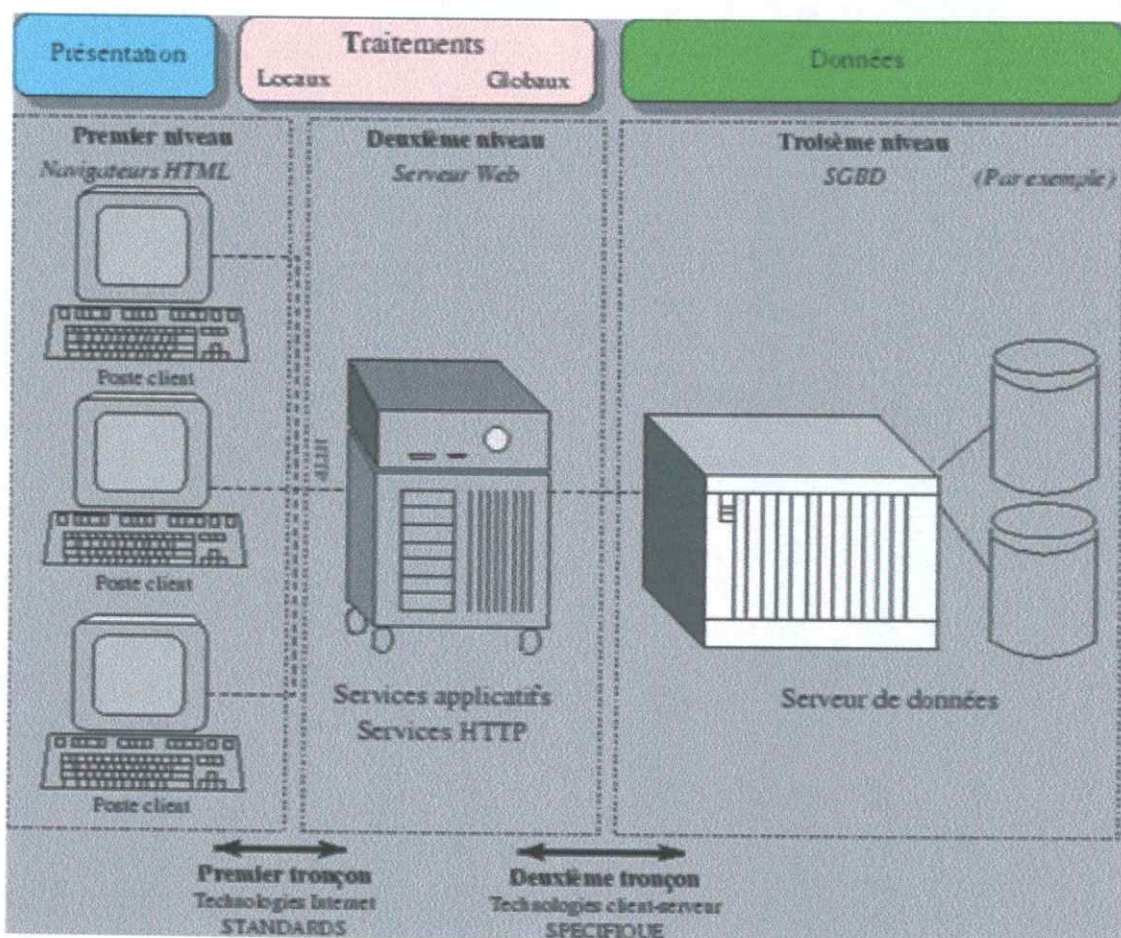 Présentation
Traitements
Locaux Globaux
Données
Premier niveau
Navigateurs HTML
Deuxième niveau
Serveur Web
Troisème niveau
SGBD (Par exemple)
Poste client
HTTP
Poste client
Poste client
Services applicatifs
Services HTTP
Serveur de données
Premier tronçon
Technologies Internet
STANDARDS
Deuxième tronçon
Technologies client-serveur
SPECIFIQUE